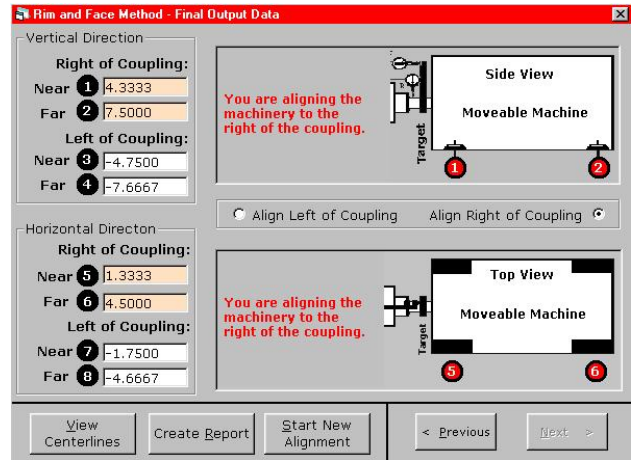 Rim and Face Method - Final Output Data
Vertical Direction
Right of Coupling:
Near 1 4.3333
Far 2 7.5000
Left of Coupling:
Near 3 -4.7500
Far 4 -7.6667
You are aligning the
machinery to the
right of the coupling.
Side View
Moveable Machine
Target
1 2
Align Left of Coupling Align Right of Coupling
Horizontal Directon
Right of Coupling:
Near 5 1.3333
Far 6 4.5000
Left of Coupling:
Near 7 -1.7500
Far 8 -4.6667
You are aligning the
machinery to the
right of the coupling.
Top View
Moveable Machine
Target
5 6
View
Centerlines
Create Report
Start New
Alignment
< Previous
Next >